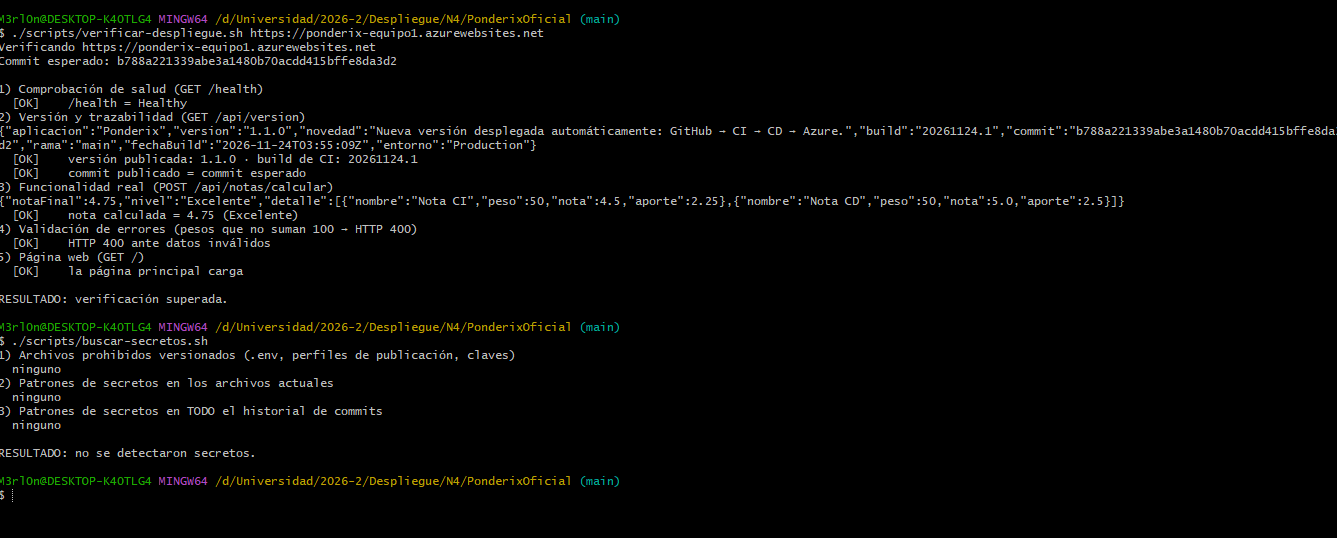 M3rlOn@DESKTOP-K4OTLG4 MINGW64 /d/Universidad/2026-2/Despliegue/N4/PonderixOficial (main)
$ ./scripts/verificar-despliegue.sh https://ponderix-equipo1.azurewebsites.net
Verificando https://ponderix-equipo1.azurewebsites.net
Commit esperado: b788a221339abe3a1480b70acdd415bffe8da3d2
1) Comprobación de salud (GET /health)
[OK] /health = Healthy
2) Versión y trazabilidad (GET /api/version)
{"aplicacion":"Ponderix","version":"1.1.0","novedad":"Nueva versión desplegada automáticamente: GitHub → CI → CD → Azure.","build":"20261124.1","commit":"b788a221339abe3a1480b70acdd415bffe8da3
d2","rama":"main","fechaBuild":"2026-11-24T03:55:09Z","entorno":"Production"}
[OK] versión publicada: 1.1.0 · build de CI: 20261124.1
[OK] commit publicado = commit esperado
3) Funcionalidad real (POST /api/notas/calcular)
{"notaFinal":4.75,"nivel":"Excelente","detalle":[{"nombre":"Nota CI","peso":50,"nota":4.5,"aporte":2.25},{"nombre":"Nota CD","peso":50,"nota":5.0,"aporte":2.5}]}
[OK] nota calculada = 4.75 (Excelente)
4) Validación de errores (pesos que no suman 100 → HTTP 400)
[OK] HTTP 400 ante datos inválidos
5) Página web (GET /)
[OK] la página principal carga
RESULTADO: verificación superada.
M3rlOn@DESKTOP-K4OTLG4 MINGW64 /d/Universidad/2026-2/Despliegue/N4/PonderixOficial (main)
$ ./scripts/buscar-secretos.sh
1) Archivos prohibidos versionados (.env, perfiles de publicación, claves)
ninguno
2) Patrones de secretos en los archivos actuales
ninguno
3) Patrones de secretos en TODO el historial de commits
ninguno
RESULTADO: no se detectaron secretos.
M3rlOn@DESKTOP-K4OTLG4 MINGW64 /d/Universidad/2026-2/Despliegue/N4/PonderixOficial (main)
$